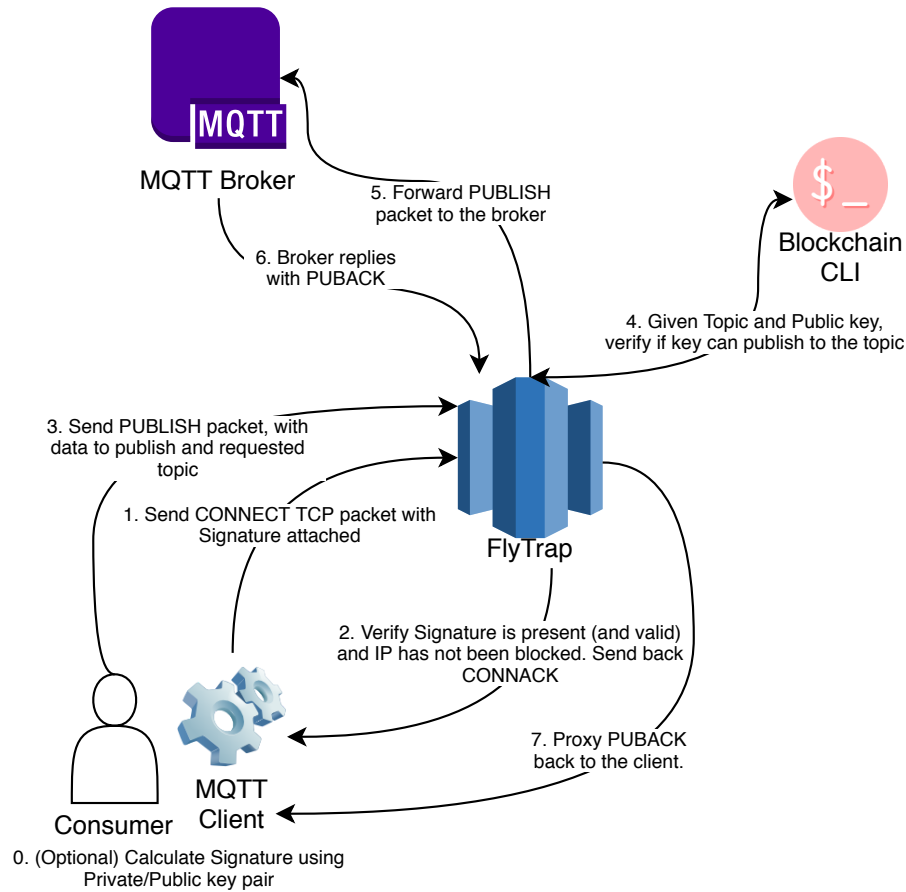 MQTT
MQTT Broker
5. Forward PUBLISH
packet to the broker
$_
Blockchain
CLI
6. Broker replies
with PUBACK
4. Given Topic and Public key,
verify if key can publish to the topic
3. Send PUBLISH packet, with
data to publish and requested
topic
1. Send CONNECT TCP packet with
Signature attached
FlyTrap
2. Verify Signature is present (and valid)
and IP has not been blocked. Send back
CONNACK
7. Proxy PUBACK
back to the client.
MQTT
Client
Consumer
0. (Optional) Calculate Signature using
Private/Public key pair